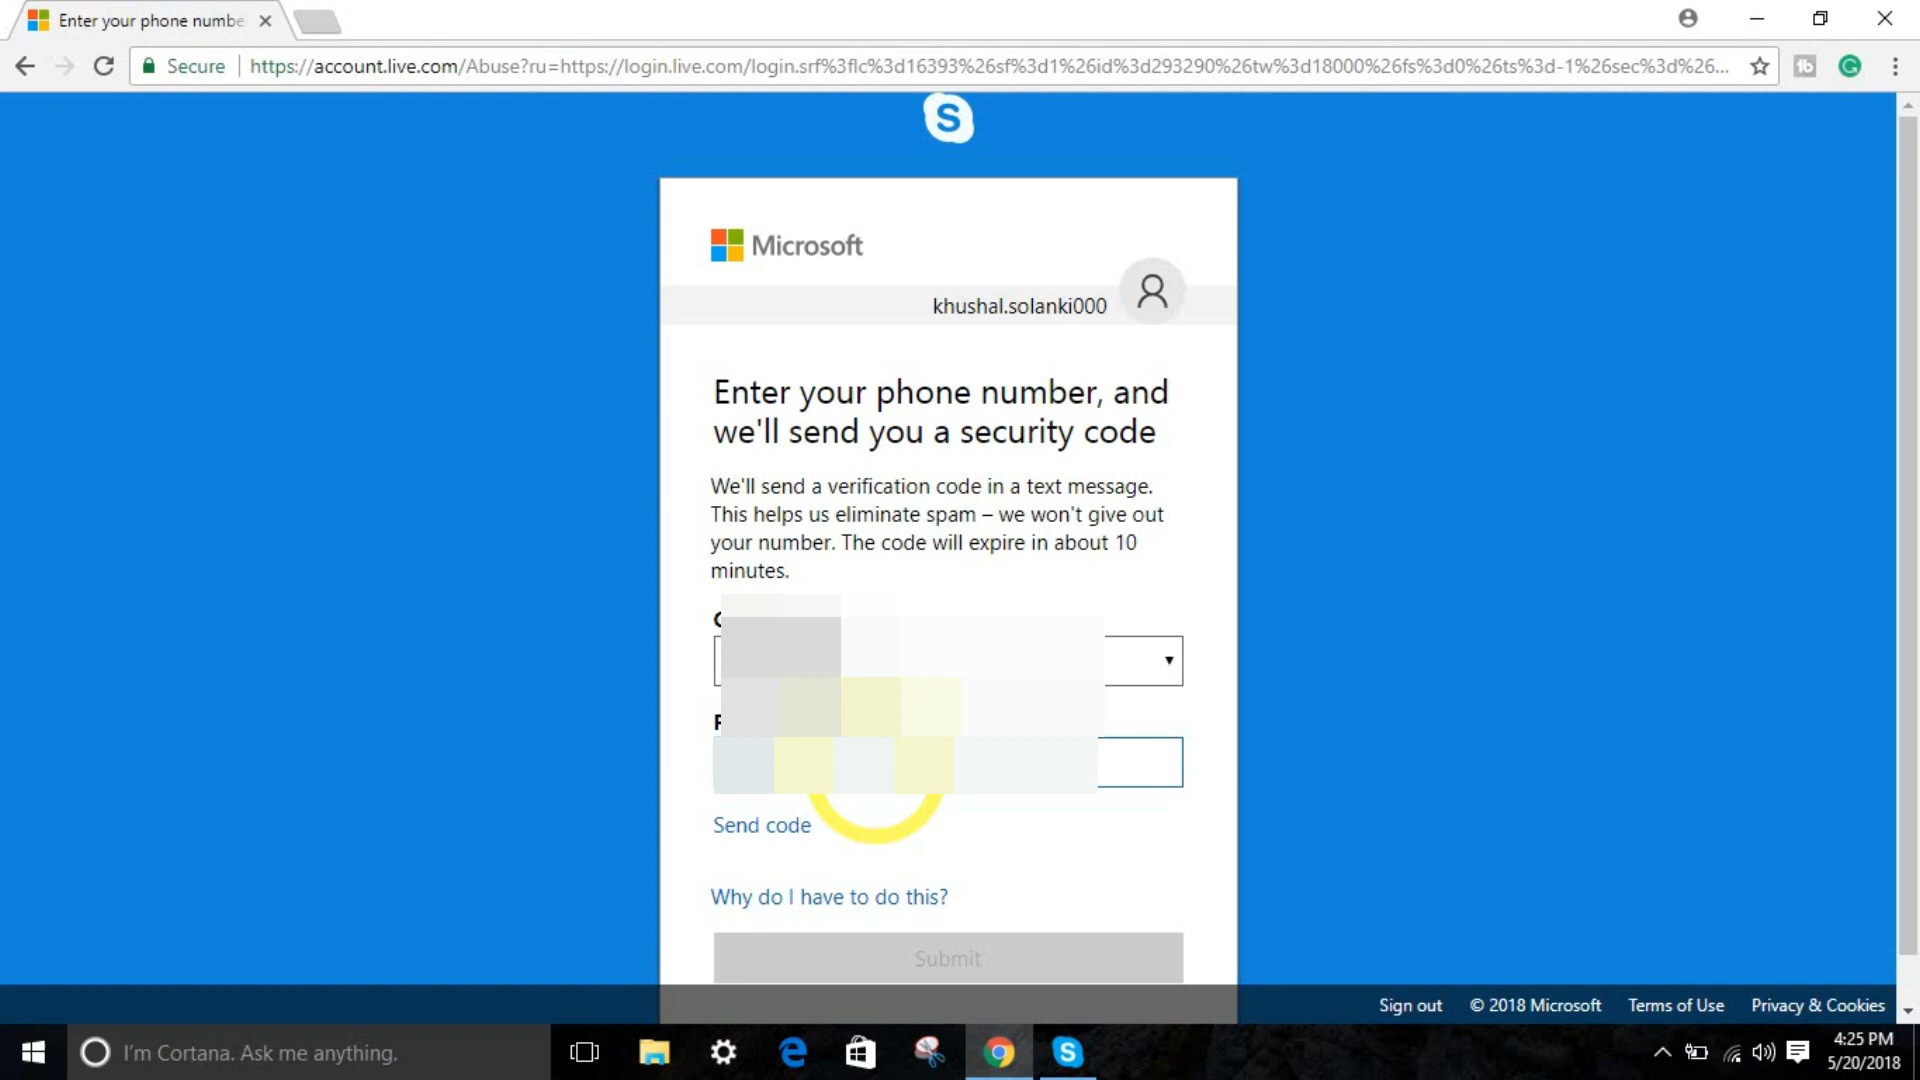 Enter your phone numbe
Secure
https://account.live.com/Abuse?ru=https://login.live.com/login.srf%3flc%3d16393%26sf%3d1%26id%3d293290%26tw%3d18000%26fs%3d0%26ts%3d-1%26sec%3d%26...
Microsoft
khushal.solanki000
Enter your phone number, and
we'll send you a security code
We'll send a verification code in a text message.
This helps us eliminate spam – we won't give out
your number. The code will expire in about 10
minutes.
Send code
Why do I have to do this?
Submit
Sign out © 2018 Microsoft Terms of Use Privacy & Cookies
I'm Cortana. Ask me anything.
4:25 PM
5/20/2018